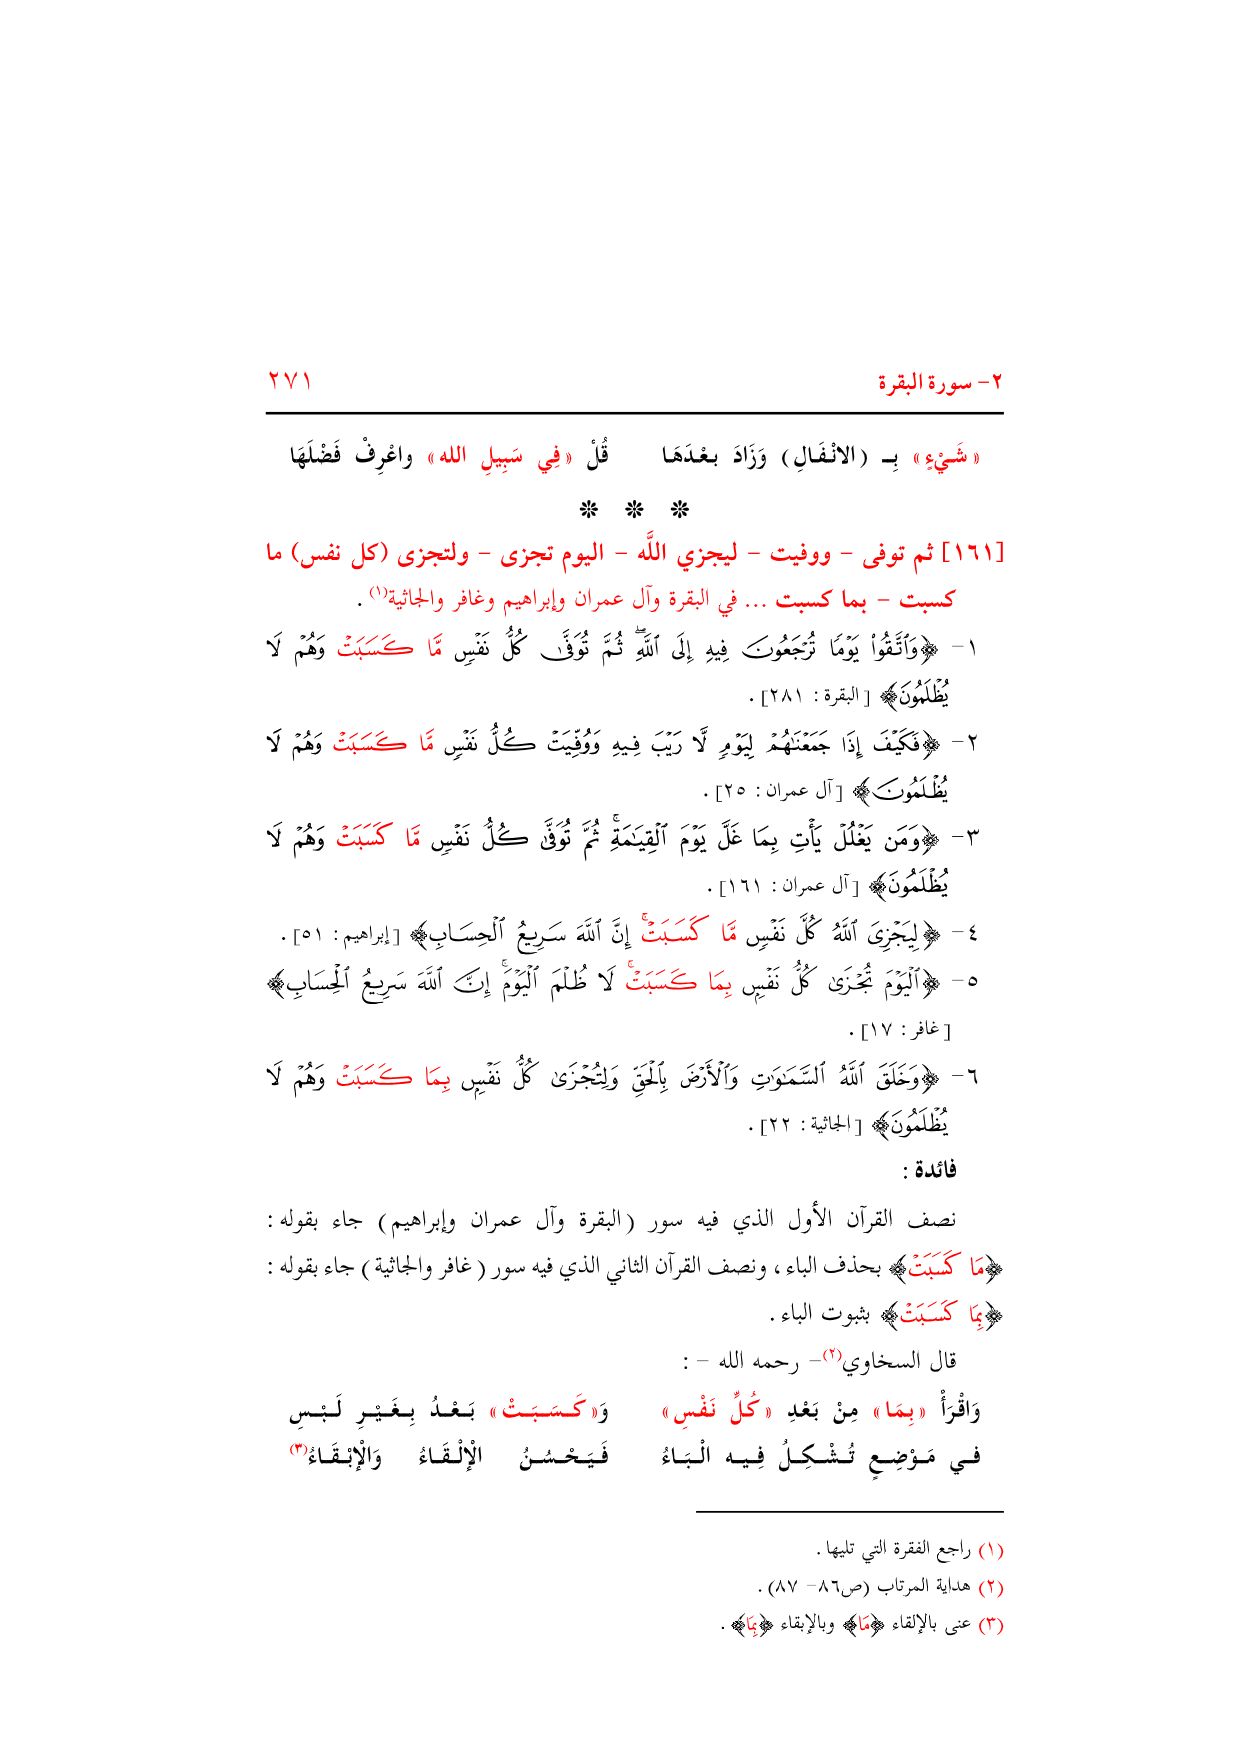 ٢- سورة البقرة ٢٧١
«شَيْءٍ» بِـ (الانْفَالِ) وَزَادَ بعْدَهَا قُلْ «فِي سَبِيلِ الله» واعْرِفْ فَضْلَهَا
❊ ❊ ❊
[١٦١] ثم توفى - ووفيت - ليجزي اللَّه - اليوم تجزى - ولتجزى (كل نفس) ما
كسبت - بما كسبت ... في البقرة وآل عمران وإبراهيم وغافر والجاثية(١) .
١- ﴿وَٱتَّقُوا۟ يَوْمًا تُرْجَعُونَ فِيهِ إِلَى ٱللَّهِ ۖ ثُمَّ تُوَفَّىٰ كُلُّ نَفْسٍ مَّا كَسَبَتْ وَهُمْ لَا
يُظْلَمُونَ﴾ [البقرة : ٢٨١] .
٢- ﴿فَكَيْفَ إِذَا جَمَعْنَـٰهُمْ لِيَوْمٍ لَّا رَيْبَ فِيهِ وَوُفِّيَتْ كُلُّ نَفْسٍ مَّا كَسَبَتْ وَهُمْ لَا
يُظْلَمُونَ﴾ [آل عمران : ٢٥] .
٣- ﴿وَمَن يَغْلُلْ يَأْتِ بِمَا غَلَّ يَوْمَ ٱلْقِيَـٰمَةِ ۚ ثُمَّ تُوَفَّىٰ كُلُّ نَفْسٍ مَّا كَسَبَتْ وَهُمْ لَا
يُظْلَمُونَ﴾ [آل عمران : ١٦١] .
٤- ﴿لِيَجْزِىَ ٱللَّهُ كُلَّ نَفْسٍ مَّا كَسَبَتْ ۚ إِنَّ ٱللَّهَ سَرِيعُ ٱلْحِسَابِ﴾ [إبراهيم : ٥١] .
٥- ﴿ٱلْيَوْمَ تُجْزَىٰ كُلُّ نَفْسٍۭ بِمَا كَسَبَتْ ۚ لَا ظُلْمَ ٱلْيَوْمَ ۚ إِنَّ ٱللَّهَ سَرِيعُ ٱلْحِسَابِ﴾
[غافر : ١٧] .
٦- ﴿وَخَلَقَ ٱللَّهُ ٱلسَّمَـٰوَٰتِ وَٱلْأَرْضَ بِٱلْحَقِّ وَلِتُجْزَىٰ كُلُّ نَفْسٍۭ بِمَا كَسَبَتْ وَهُمْ لَا
يُظْلَمُونَ﴾ [الجاثية : ٢٢] .
فائدة :
نصف القرآن الأول الذي فيه سور (البقرة وآل عمران وإبراهيم) جاء بقوله :
﴿مَا كَسَبَتْ﴾ بحذف الباء ، ونصف القرآن الثاني الذي فيه سور (غافر والجاثية) جاء بقوله :
﴿بِمَا كَسَبَتْ﴾ بثبوت الباء .
قال السخاوي(٢)- رحمه الله - :
وَاقْرَأْ «بِمَا» مِنْ بَعْدِ «كُلِّ نَفْسٍ» وَ«كَسَبَتْ» بَعْدُ بِغَيْرِ لَبْسِ
في مَوْضِعٍ تُشْكِلُ فِيه الْبَاءُ فَيَحْسُنُ الْإِلْقَاءُ وَالْإِبْقَاءُ(٣)
(١) راجع الفقرة التي تليها .
(٢) هداية المرتاب (ص٨٦- ٨٧) .
(٣) عنى بالإلقاء ﴿مَا﴾ وبالإبقاء ﴿بِمَا﴾ .